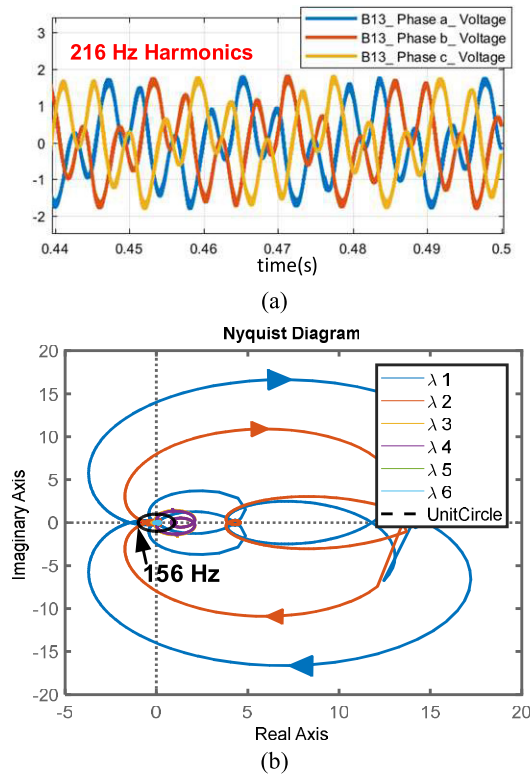 B13_ Phase a_ Voltage
B13_ Phase b_ Voltage
B13_ Phase c_ Voltage
216 Hz Harmonics
3
2
1
0
-1
-2
0.44 0.45 0.46 0.47 0.48 0.49 0.5
time(s)
(a)
Nyquist Diagram
20
15
10
5
0
-5
-10
-15
-20
Imaginary Axis
λ 1
λ 2
λ 3
λ 4
λ 5
λ 6
UnitCircle
156 Hz
-5 0 5 10 15 20
Real Axis
(b)